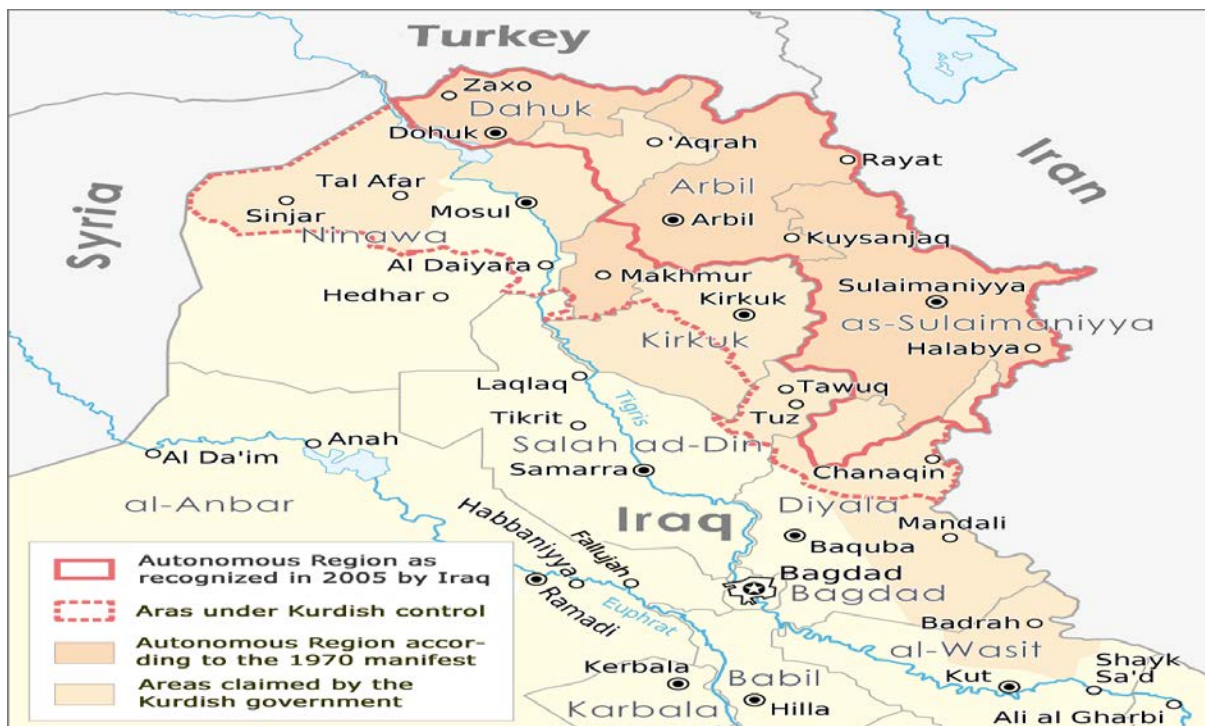 Turkey
Zaxo
Dahuk
Dohuk
'Aqrah
Rayat
Iran
Syria
Tal Afar
Arbil
Sinjar
Mosul
Arbil
Ninawa
Kuysanjaq
Al Daiyara
Makhmur
Hedhar
Kirkuk
Sulaimaniyya
as-Sulaimaniyya
Kirkuk
Halabya
Laqlaq
Tawuq
Tigris
Tikrit
Tuz
Salah ad-Din
Anah
Al Da'im
Samarra
Chanaqin
al-Anbar
Diyala
Iraq
Mandali
Habbaniyya
Fallujah
Baquba
Bagdad
Bagdad
Ramadi
Euphrat
Badrah
al-Wasit
Kerbala
Babil
Kut
Shayk
Sa'd
Karbala
Hilla
Ali al Gharbi
Autonomous Region as
recognized in 2005 by Iraq
Aras under Kurdish control
Autonomous Region accor-
ding to the 1970 manifest
Areas claimed by the
Kurdish government